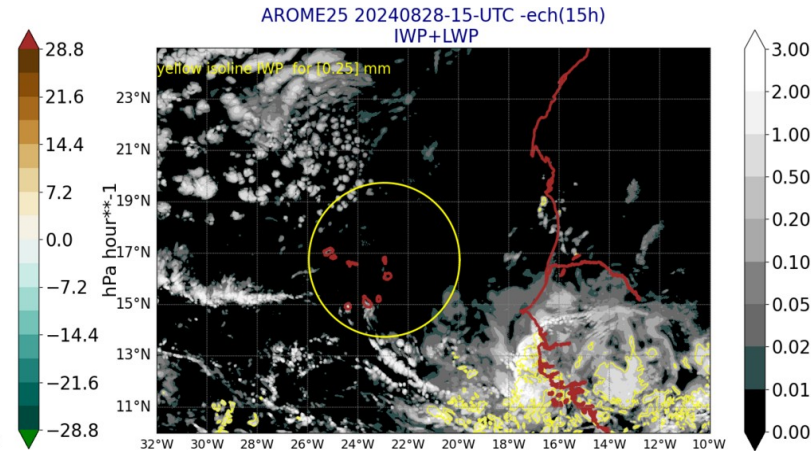 AROME25 20240828-15-UTC -ech(15h)
IWP+LWP
yellow isoline IWP for [0.25] mm
28.8
21.6
14.4
7.2
0.0
−7.2
−14.4
−21.6
−28.8
hPa hour**-1
23°N
21°N
19°N
17°N
15°N
13°N
11°N
32°W 30°W 28°W 26°W 24°W 22°W 20°W 18°W 16°W 14°W 12°W 10°W
3.00
2.00
1.00
0.50
0.20
0.10
0.05
0.02
0.01
0.00